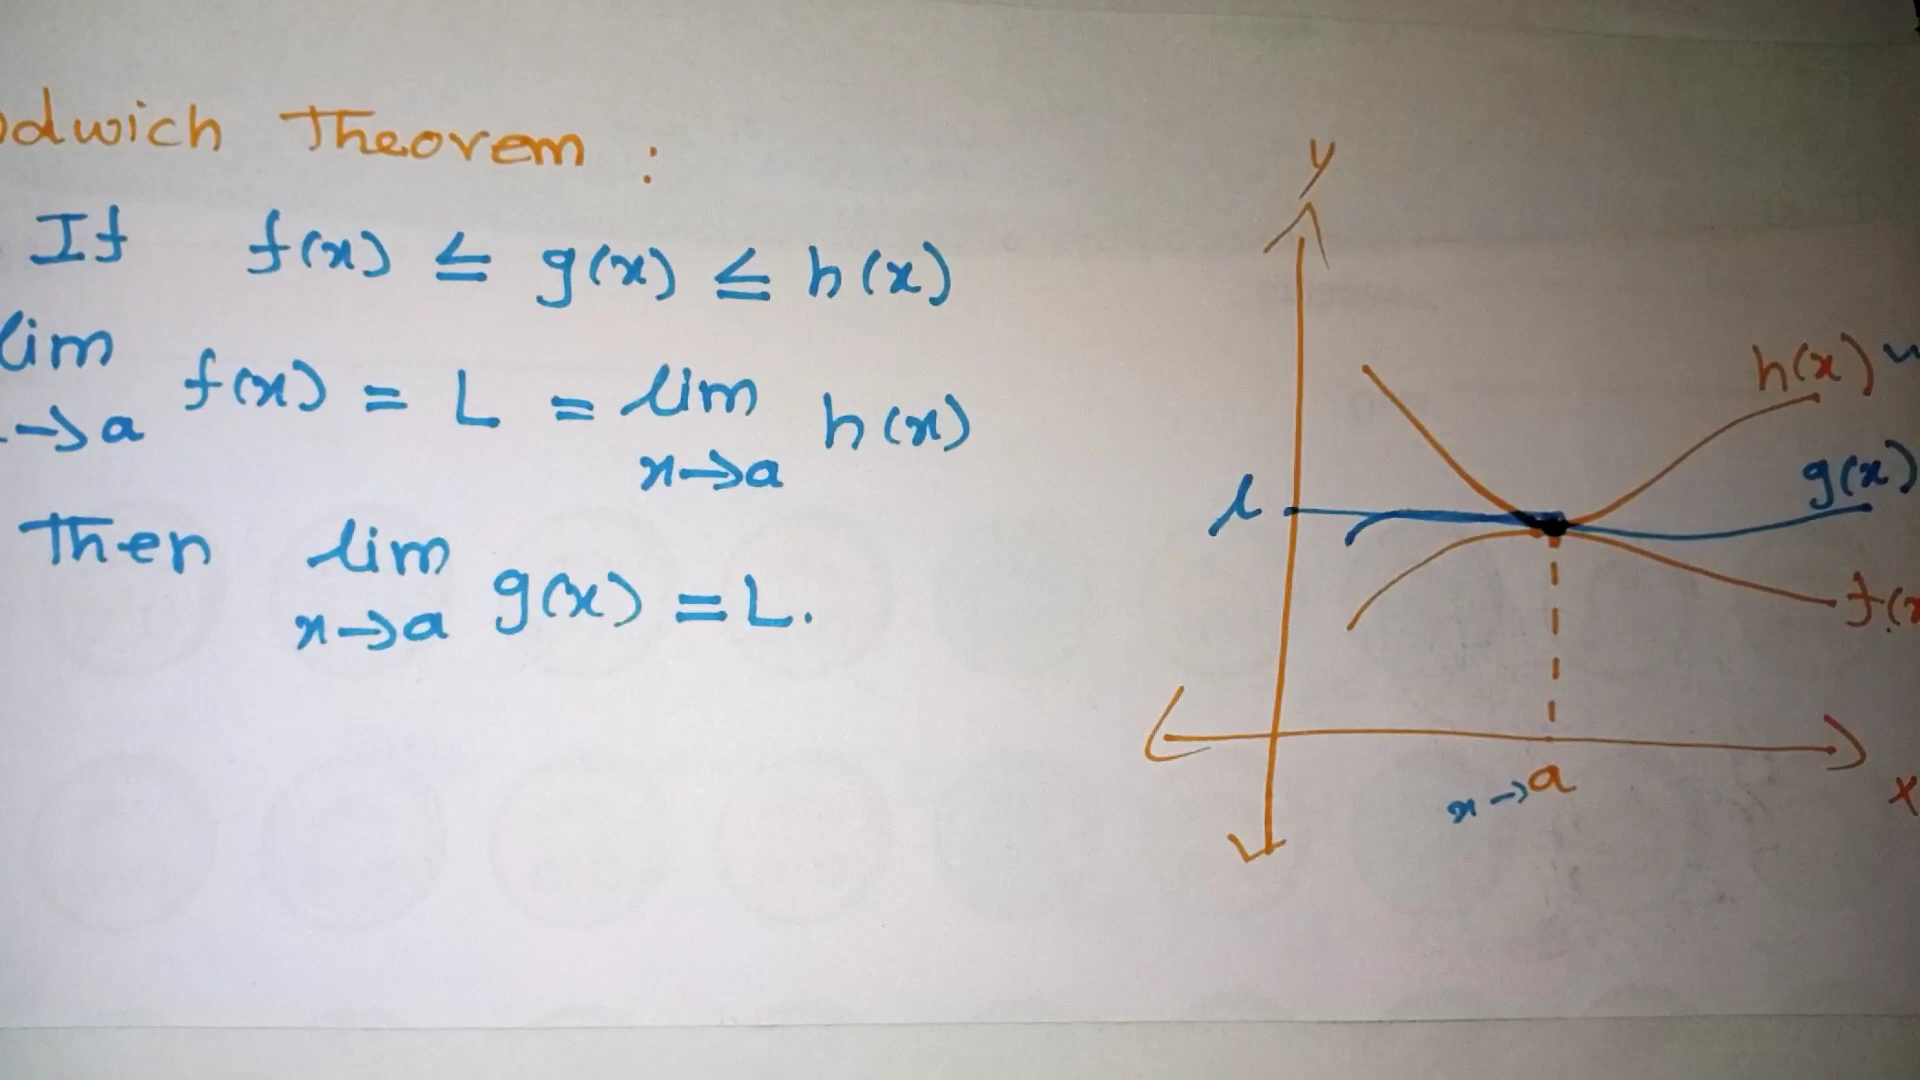 dwich Theorem :
If f(x) ≤ g(x) ≤ h(x)
lim x→a f(x) = L = lim x→a h(x)
Then lim x→a g(x) = L.
y
h(x)
g(x)
l
f(x
x→a
x